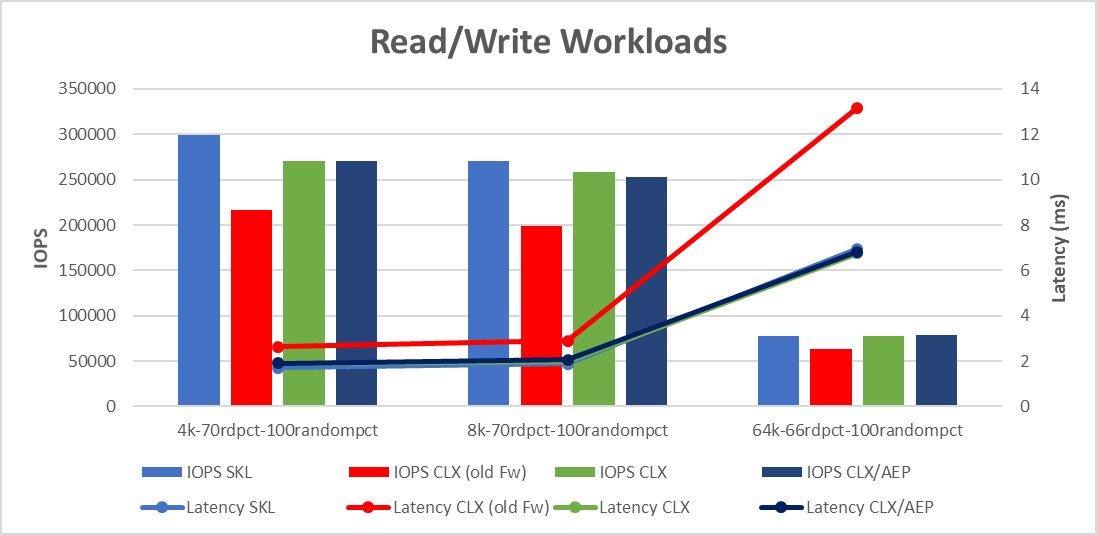 Read/Write Workloads
350000
300000
250000
200000
150000
100000
50000
0
IOPS
14
12
10
8
6
4
2
0
Latency (ms)
4k-70rdpct-100randompct
8k-70rdpct-100randompct
64k-66rdpct-100randompct
IOPS SKL
IOPS CLX (old Fw)
IOPS CLX
IOPS CLX/AEP
Latency SKL
Latency CLX (old Fw)
Latency CLX
Latency CLX/AEP